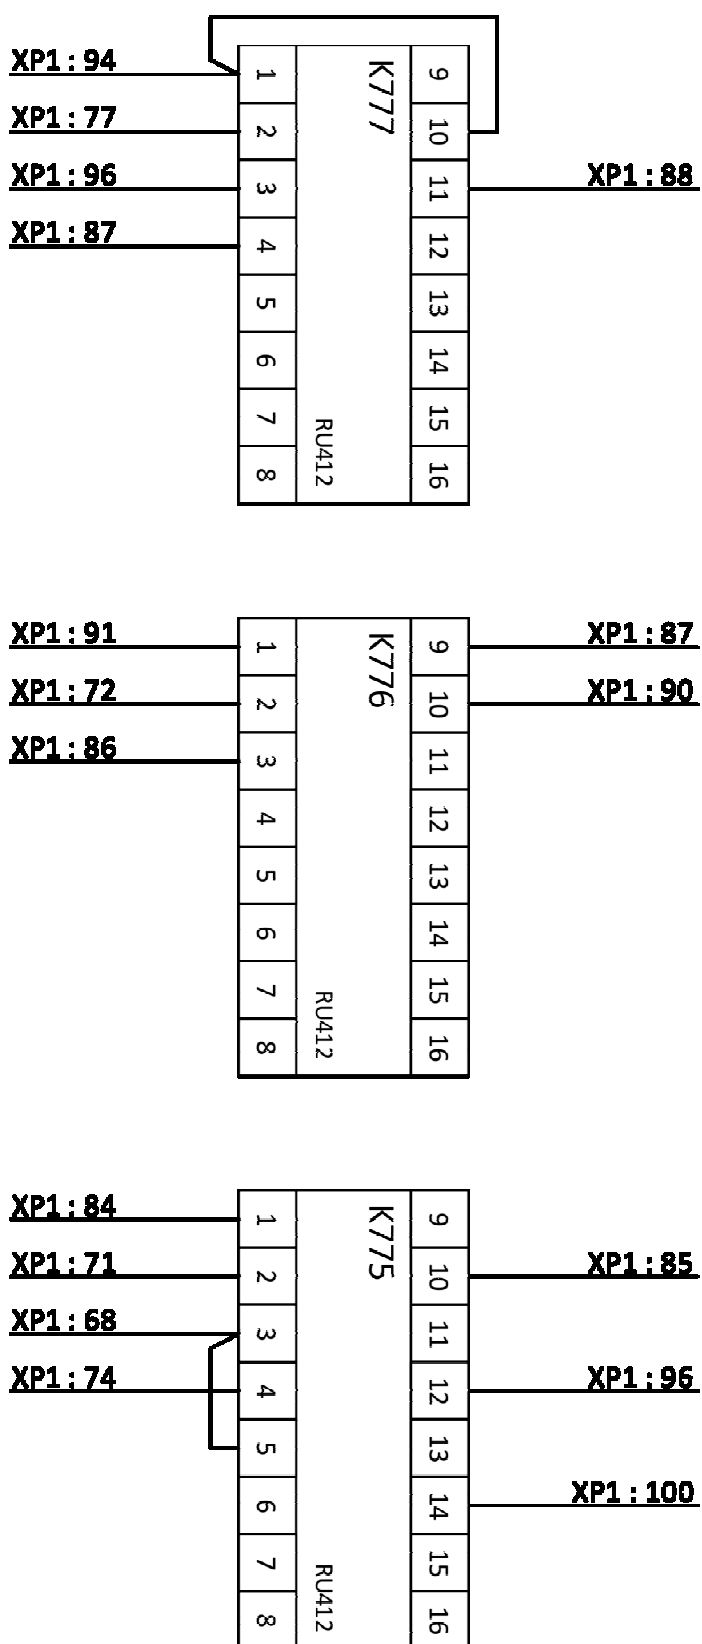 XP1:94 1 K777 9
XP1:77 2 10
XP1:96 3 11 XP1:88
XP1:87 4 12
5 13
6 14
7 RU412 15
8 16
XP1:91 1 K776 9 XP1:87
XP1:72 2 10 XP1:90
XP1:86 3 11
4 12
5 13
6 14
7 RU412 15
8 16
XP1:84 1 K775 9
XP1:71 2 10 XP1:85
XP1:68 3 11
XP1:74 4 12 XP1:96
5 13
6 14 XP1:100
7 RU412 15
8 16